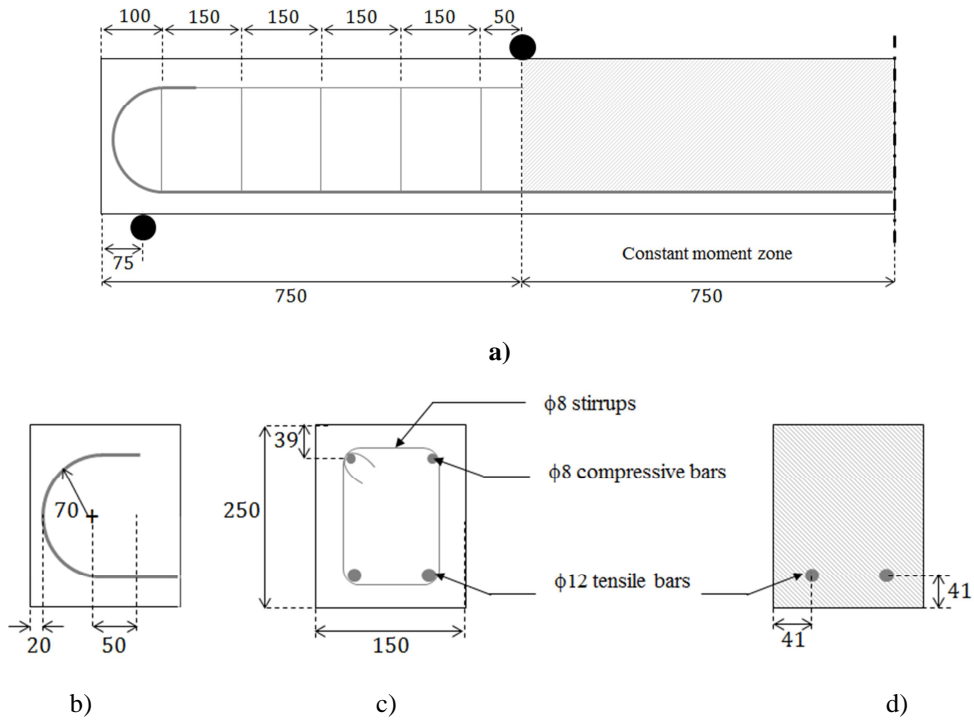 100 150 150 150 150 50
75
Constant moment zone
750 750
a)
ϕ8 stirrups
39
ϕ8 compressive bars
70
250
ϕ12 tensile bars
41
20 50
150
41
b) c) d)